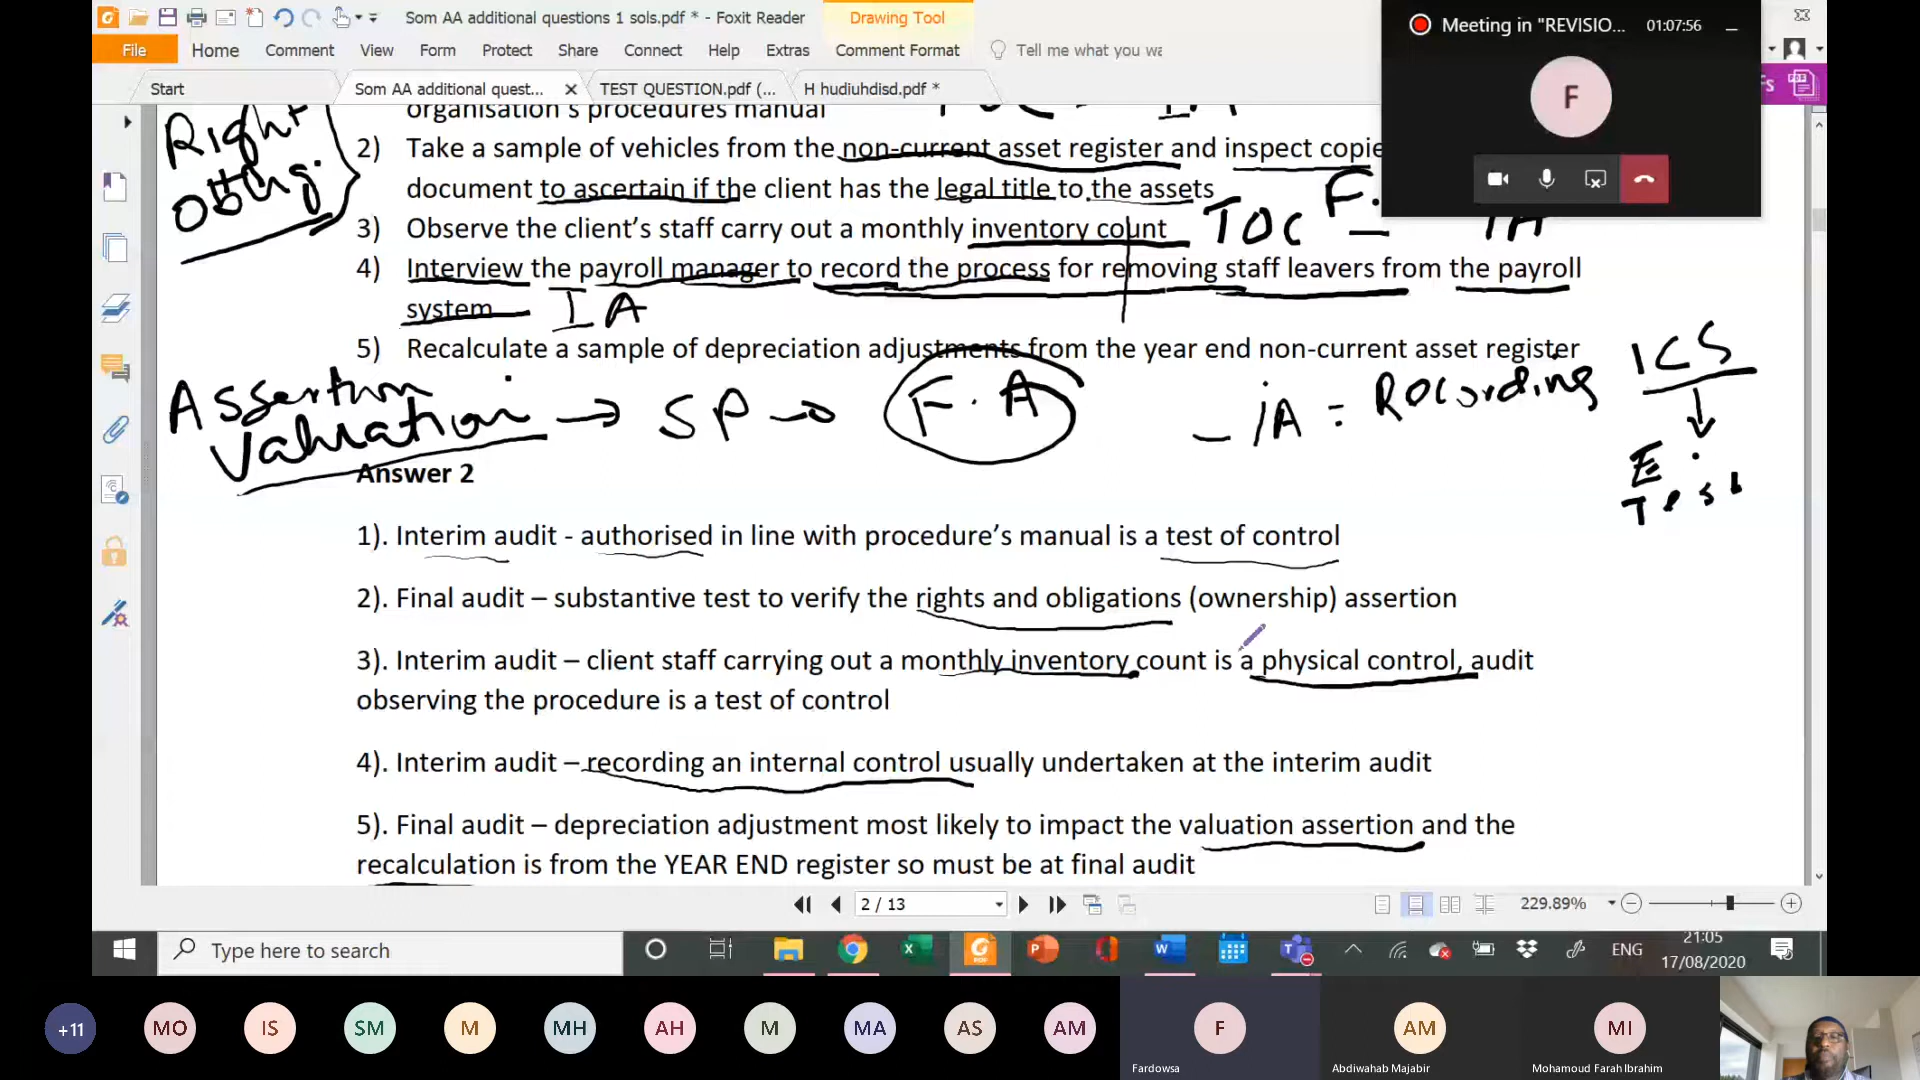 Som AA additional questions 1 sols.pdf * - Foxit Reader
Drawing Tool
File Home Comment View Form Protect Share Connect Help Extras Comment Format Tell me what you wa
Meeting in "REVISIO... 01:07:56
F
Start Som AA additional quest... TEST QUESTION.pdf (... H hudiuhdisd.pdf *
organisation's procedures manual
Right
Oblig.
2) Take a sample of vehicles from the non-current asset register and inspect copie
document to ascertain if the client has the legal title to the assets
F.
3) Observe the client's staff carry out a monthly inventory count TOC IA
4) Interview the payroll manager to record the process for removing staff leavers from the payroll
system IA
5) Recalculate a sample of depreciation adjustments from the year end non-current asset register
ICS
Assertion
Valuation → SP → F.A – IA = Recording
E
Test
Answer 2
1). Interim audit - authorised in line with procedure's manual is a test of control
2). Final audit – substantive test to verify the rights and obligations (ownership) assertion
3). Interim audit – client staff carrying out a monthly inventory count is a physical control, audit
observing the procedure is a test of control
4). Interim audit – recording an internal control usually undertaken at the interim audit
5). Final audit – depreciation adjustment most likely to impact the valuation assertion and the
recalculation is from the YEAR END register so must be at final audit
2 / 13 229.89%
Type here to search
ENG
21:05
17/08/2020
+11 MO IS SM M MH AH M MA AS AM F AM MI
Fardowsa Abdiwahab Majabir Mohamoud Farah Ibrahim